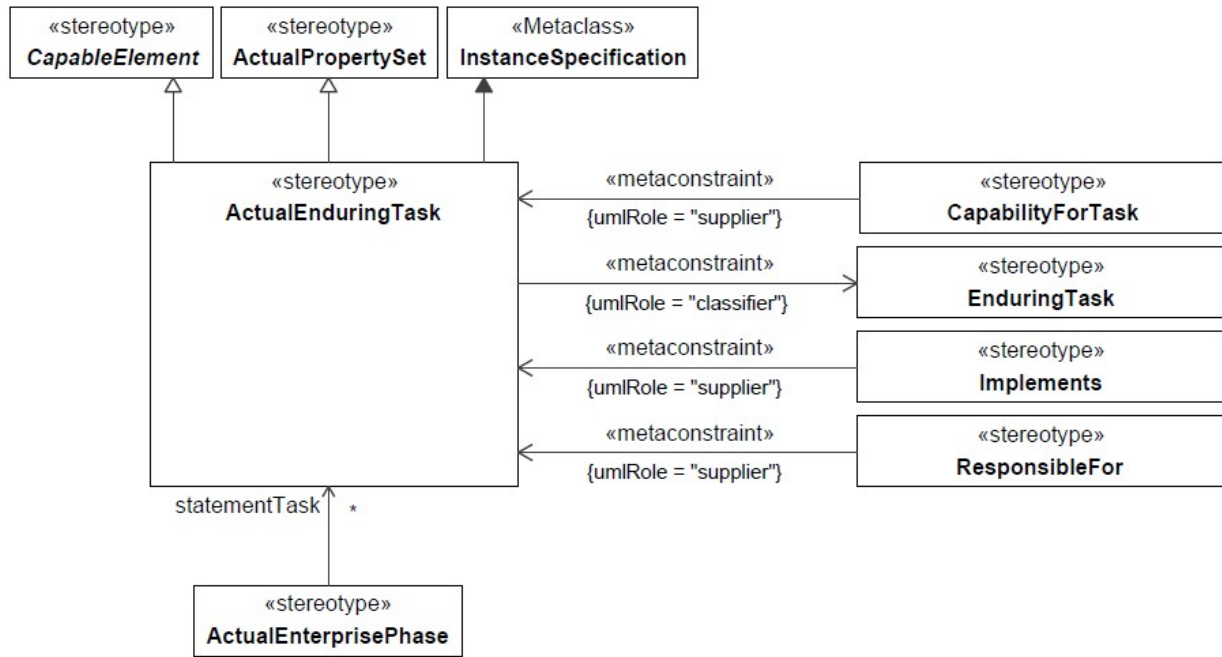 «stereotype»
CapableElement
«stereotype»
ActualPropertySet
«Metaclass»
InstanceSpecification
«stereotype»
ActualEnduringTask
«metaconstraint»
{umlRole = "supplier"}
«stereotype»
CapabilityForTask
«metaconstraint»
{umlRole = "classifier"}
«stereotype»
EnduringTask
«metaconstraint»
{umlRole = "supplier"}
«stereotype»
Implements
«metaconstraint»
{umlRole = "supplier"}
«stereotype»
ResponsibleFor
statementTask *
«stereotype»
ActualEnterprisePhase